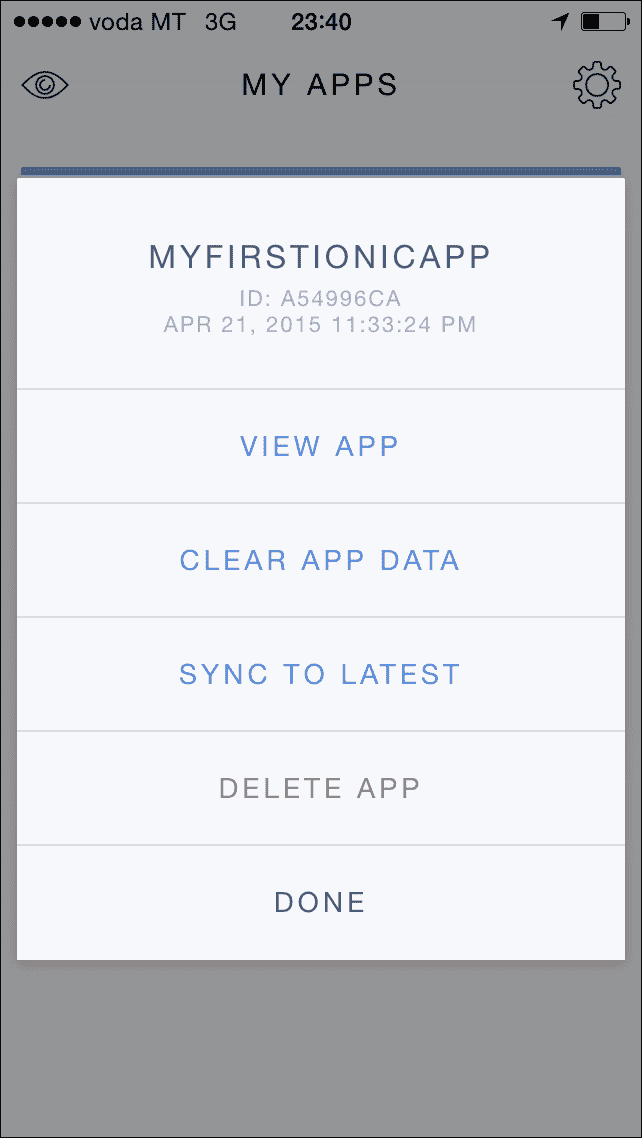 voda MT 3G 23:40
MY APPS
MYFIRSTIONICAPP
ID: A54996CA
APR 21, 2015 11:33:24 PM
VIEW APP
CLEAR APP DATA
SYNC TO LATEST
DELETE APP
DONE